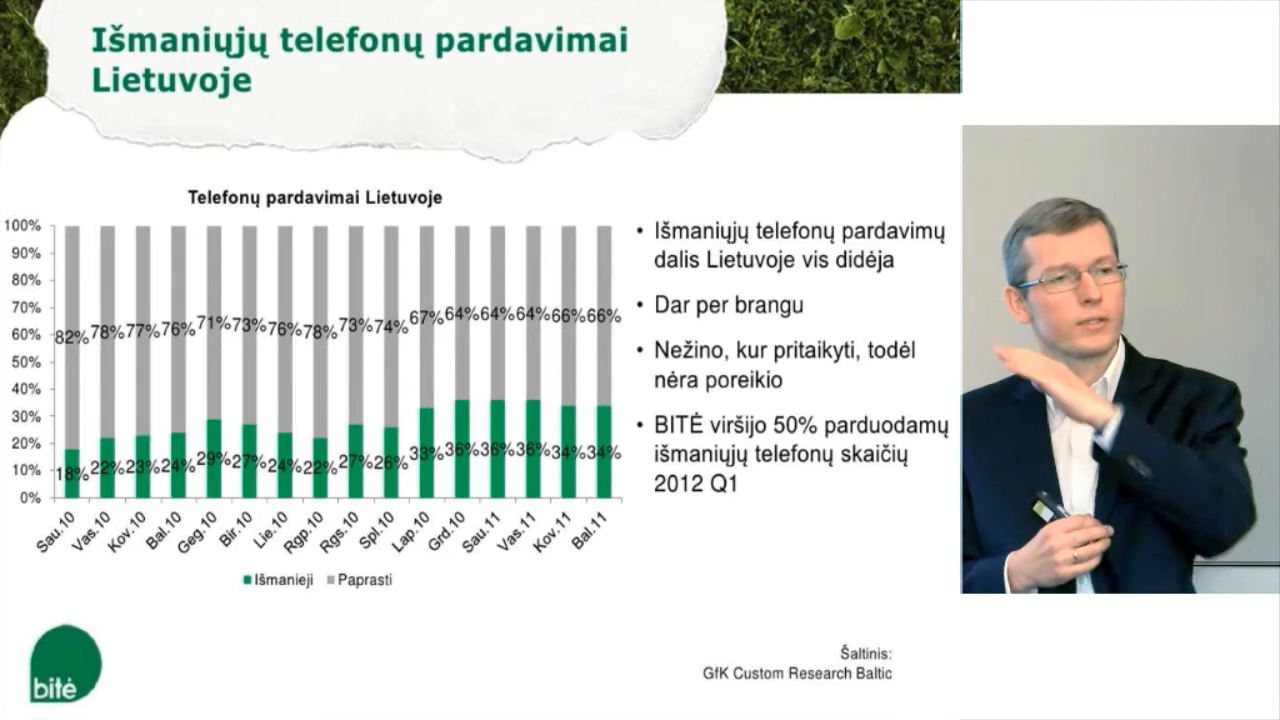 Išmaniųjų telefonų pardavimai
Lietuvoje
Telefonų pardavimai Lietuvoje
100%
90%
80%
70%
60%
50%
40%
30%
20%
10%
0%
82% 78% 77% 76% 71% 73% 76% 78% 73% 74% 67% 64% 64% 64% 66% 66%
18% 22% 23% 24% 29% 27% 24% 22% 27% 26% 33% 36% 36% 36% 34% 34%
Sau.10 Vas.10 Kov.10 Bal.10 Geg.10 Bir.10 Lie.10 Rgp.10 Rgs.10 Spl.10 Lap.10 Grd.10 Sau.11 Vas.11 Kov.11 Bal.11
Išmanieji Paprasti
• Išmaniųjų telefonų pardavimų
dalis Lietuvoje vis didėja
• Dar per brangu
• Nežino, kur pritaikyti, todėl
nėra poreikio
• BITĖ viršijo 50% parduodamų
išmaniųjų telefonų skaičių
2012 Q1
Šaltinis:
GfK Custom Research Baltic
bitė